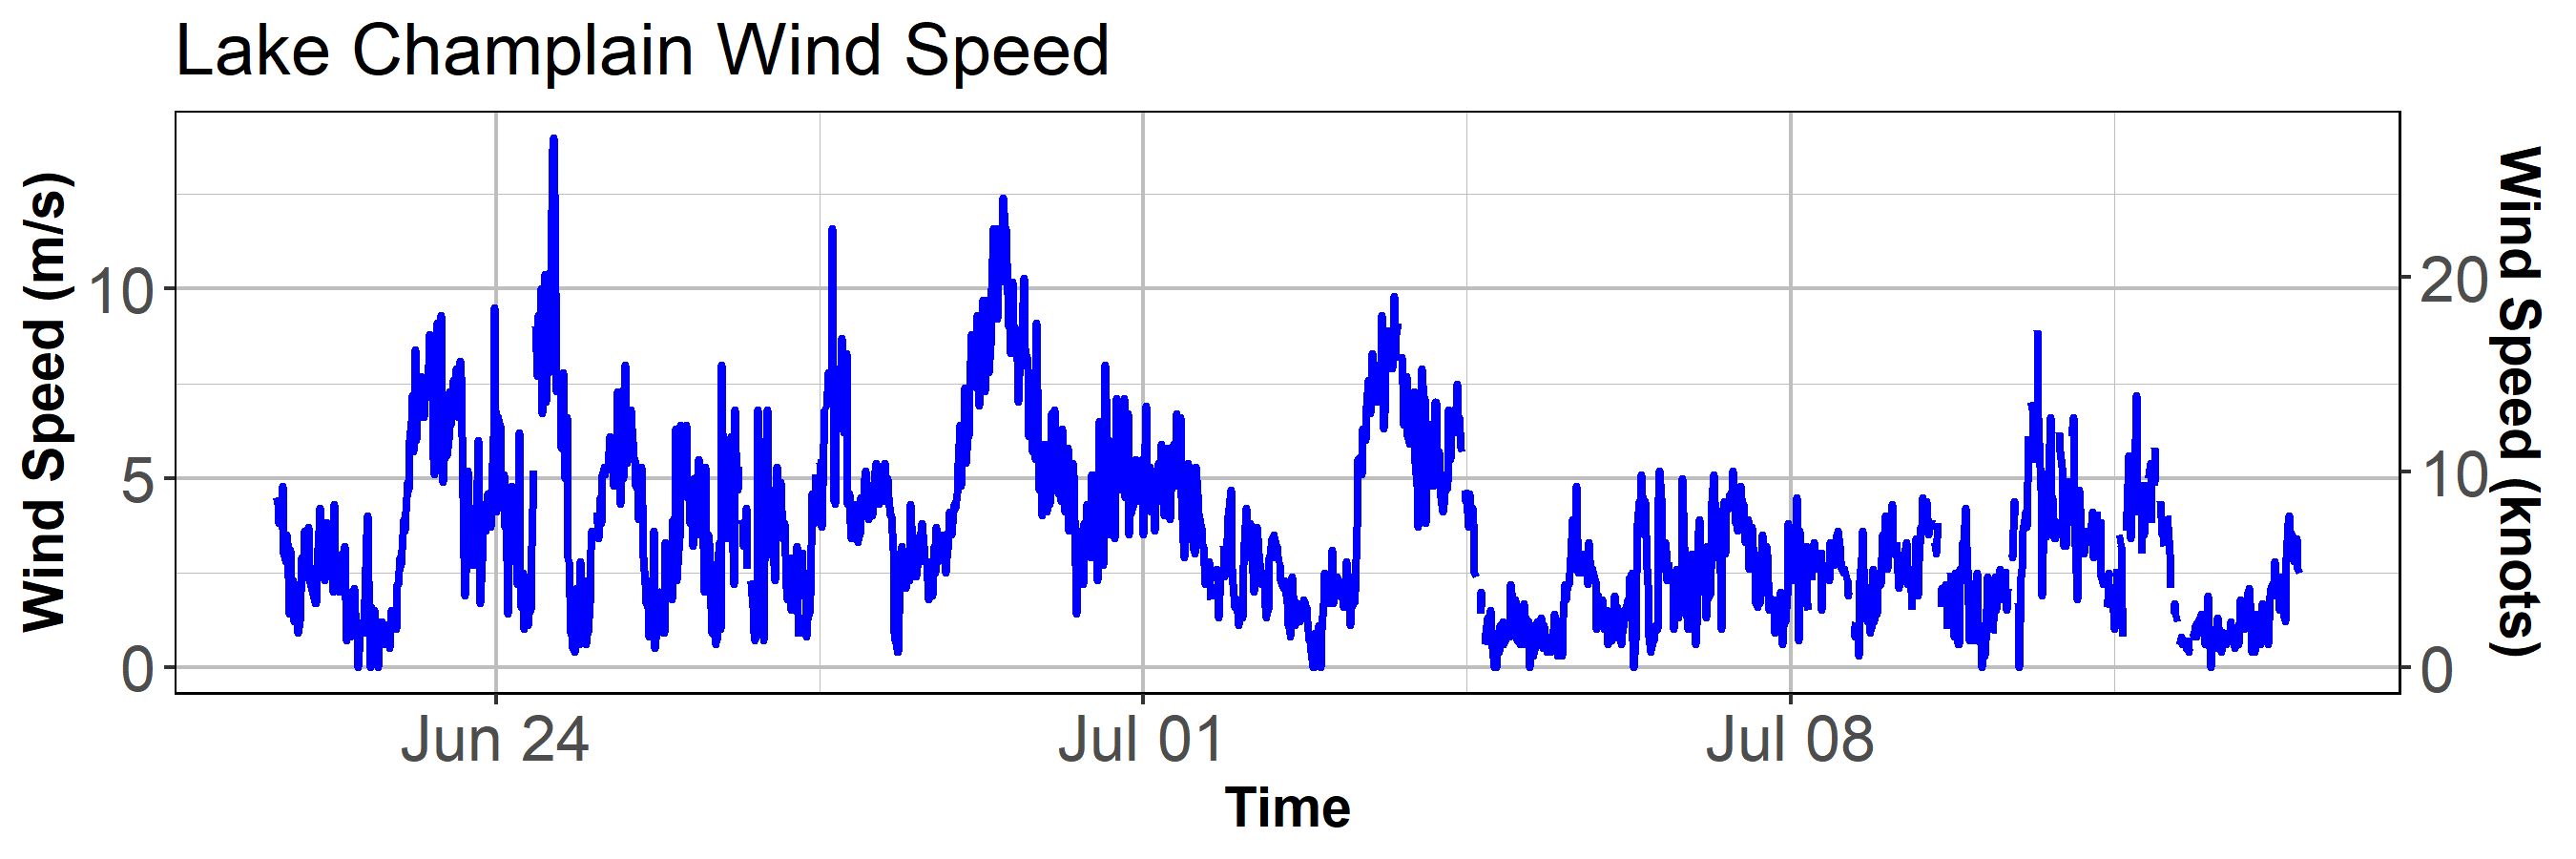 Lake Champlain Wind Speed
Wind Speed (m/s)
10
5
0
20
10
0
Wind Speed (knots)
Jun 24
Jul 01
Jul 08
Time